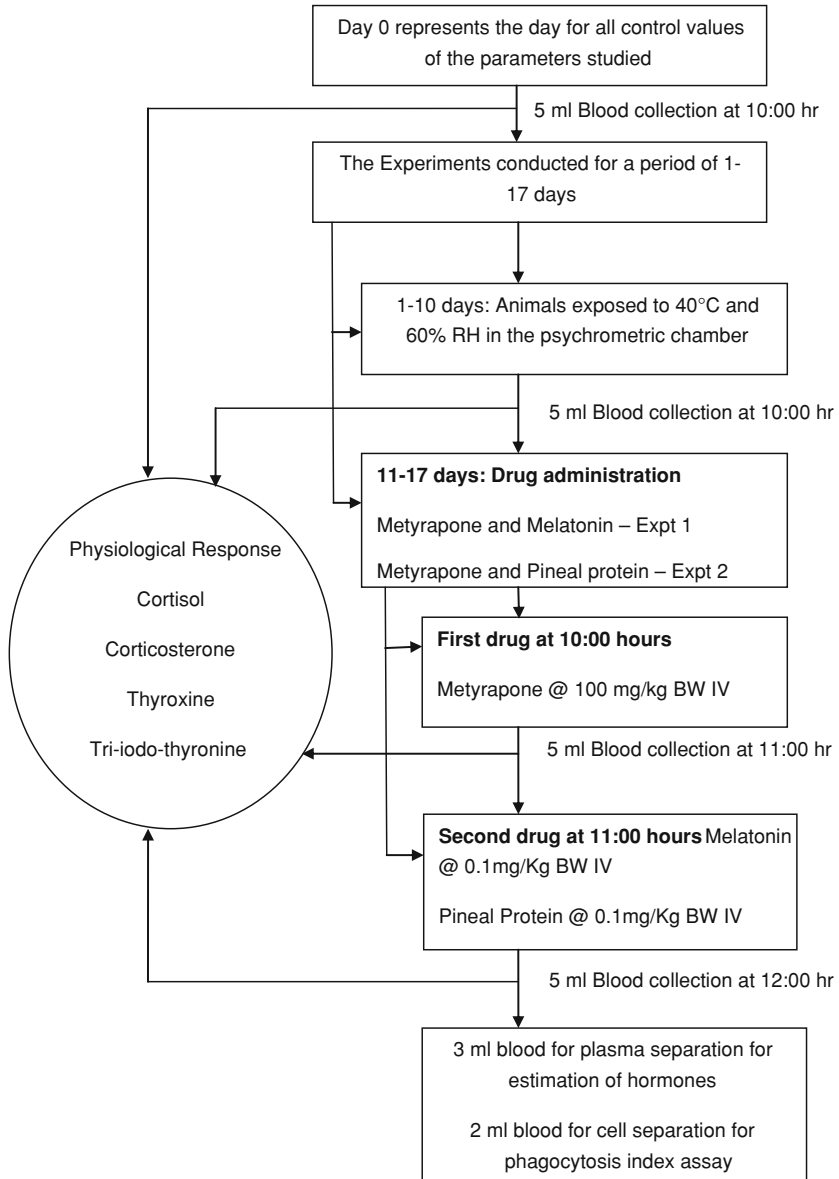 Day 0 represents the day for all control values
of the parameters studied
5 ml Blood collection at 10:00 hr
The Experiments conducted for a period of 1-
17 days
1-10 days: Animals exposed to 40°C and
60% RH in the psychrometric chamber
5 ml Blood collection at 10:00 hr
11-17 days: Drug administration
Metyrapone and Melatonin – Expt 1
Metyrapone and Pineal protein – Expt 2
Physiological Response
Cortisol
Corticosterone
Thyroxine
Tri-iodo-thyronine
First drug at 10:00 hours
Metyrapone @ 100 mg/kg BW IV
5 ml Blood collection at 11:00 hr
Second drug at 11:00 hours Melatonin
@ 0.1mg/Kg BW IV
Pineal Protein @ 0.1mg/Kg BW IV
5 ml Blood collection at 12:00 hr
3 ml blood for plasma separation for
estimation of hormones
2 ml blood for cell separation for
phagocytosis index assay